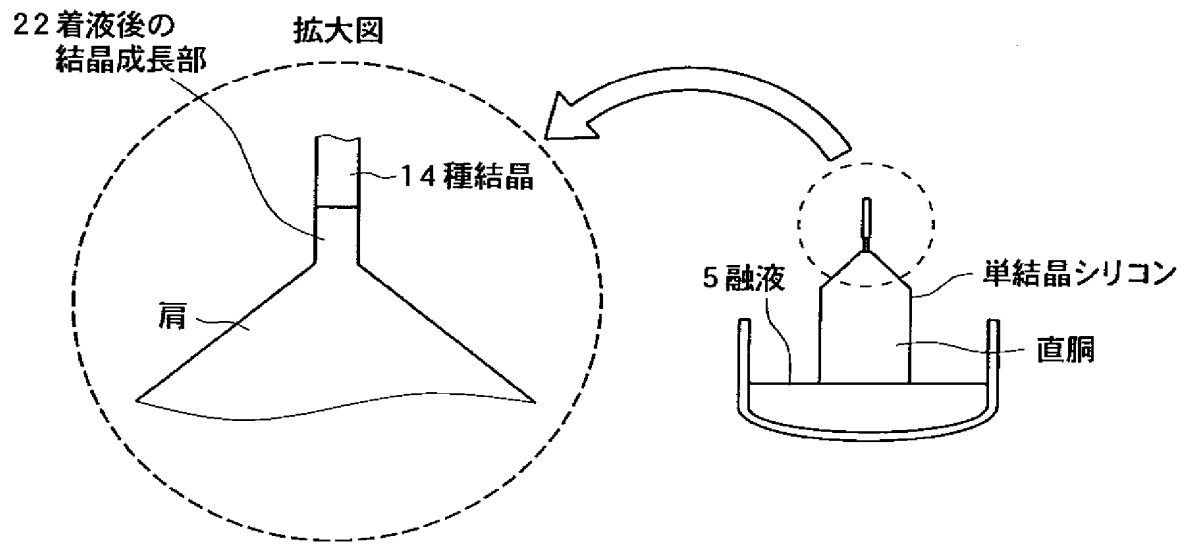 22着液後の
結晶成長部
拡大図
14種結晶
肩
5融液
単結晶シリコン
直胴